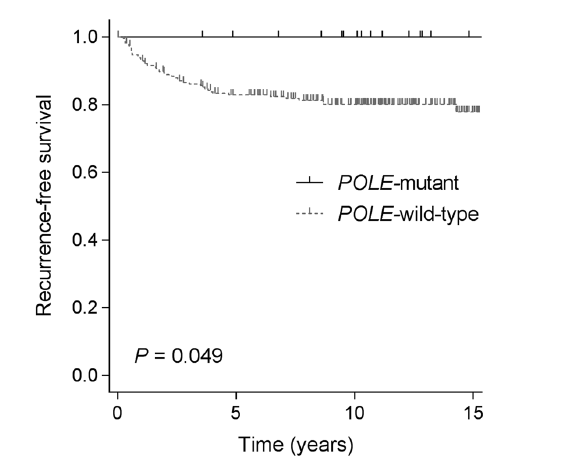 Recurrence-free survival
1.0
0.8
0.6
0.4
0.2
0.0
POLE-mutant
POLE-wild-type
P = 0.049
0 5 10 15
Time (years)